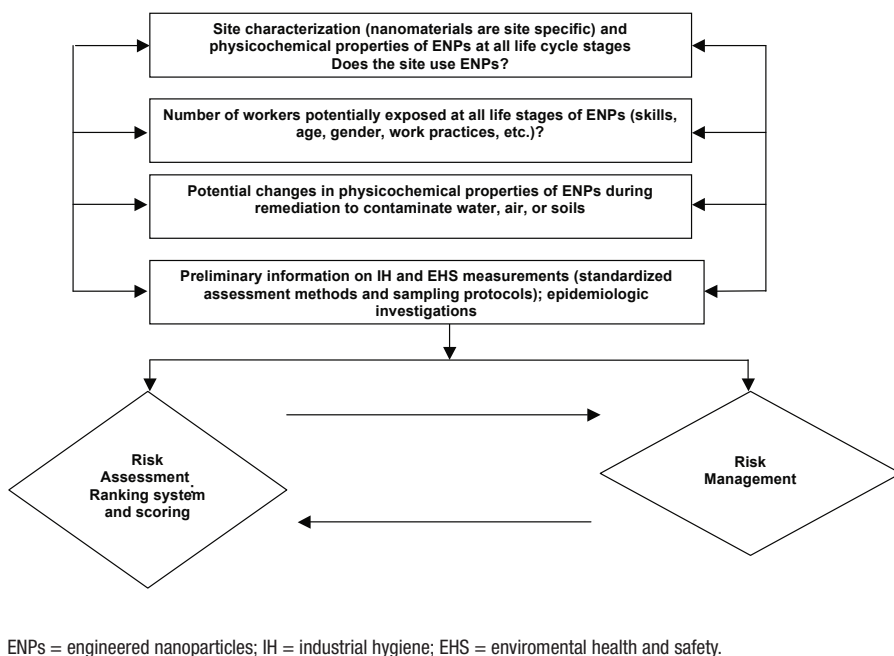 Site characterization (nanomaterials are site specific) and
physicochemical properties of ENPs at all life cycle stages
Does the site use ENPs?
Number of workers potentially exposed at all life stages of ENPs (skills,
age, gender, work practices, etc.)?
Potential changes in physicochemical properties of ENPs during
remediation to contaminate water, air, or soils
Preliminary information on IH and EHS measurements (standardized
assessment methods and sampling protocols); epidemiologic
investigations
Risk
Assessment
Ranking system
and scoring
Risk
Management
ENPs = engineered nanoparticles; IH = industrial hygiene; EHS = enviromental health and safety.